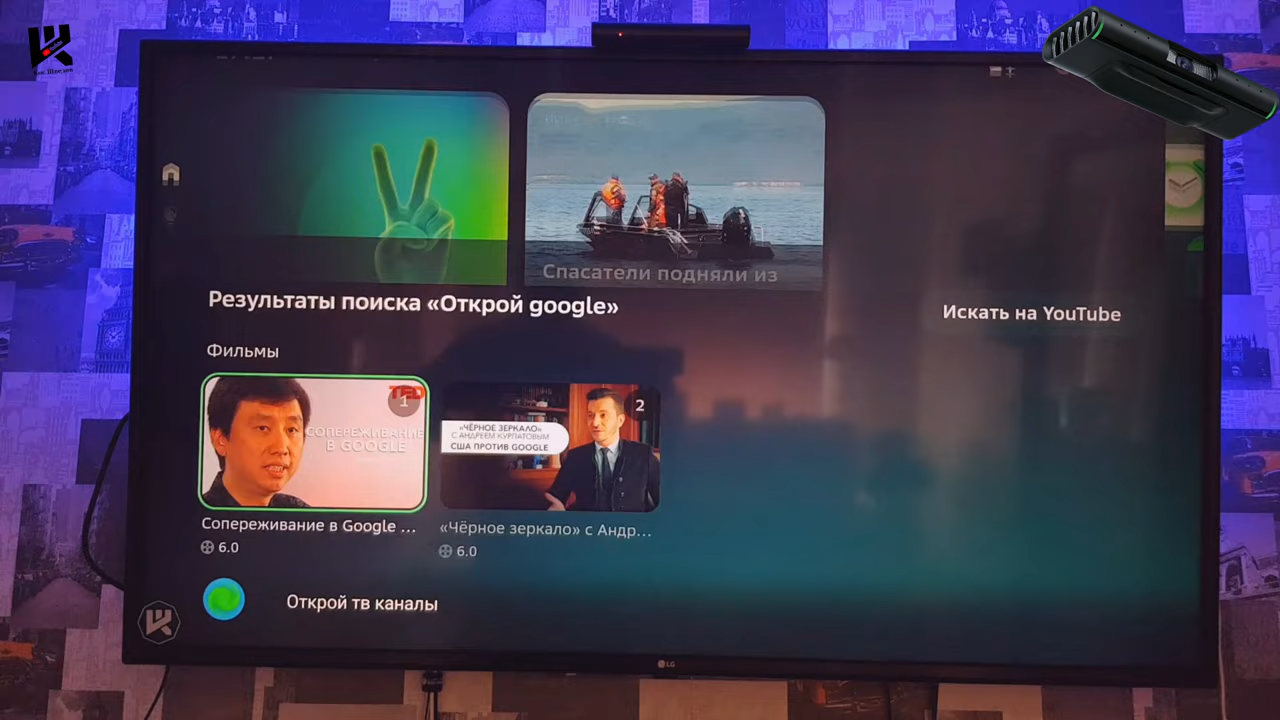 Спасатели подняли из
Результаты поиска «Открой google»
Искать на YouTube
Фильмы
TED
1
СОПЕРЕЖИВАНИЕ
В GOOGLE
2
«ЧЁРНОЕ ЗЕРКАЛО»
С АНДРЕЕМ КУРПАТОВЫМ
США ПРОТИВ GOOGLE
Сопереживание в Google ...
«Чёрное зеркало» с Андр...
6.0
6.0
Открой тв каналы
LG